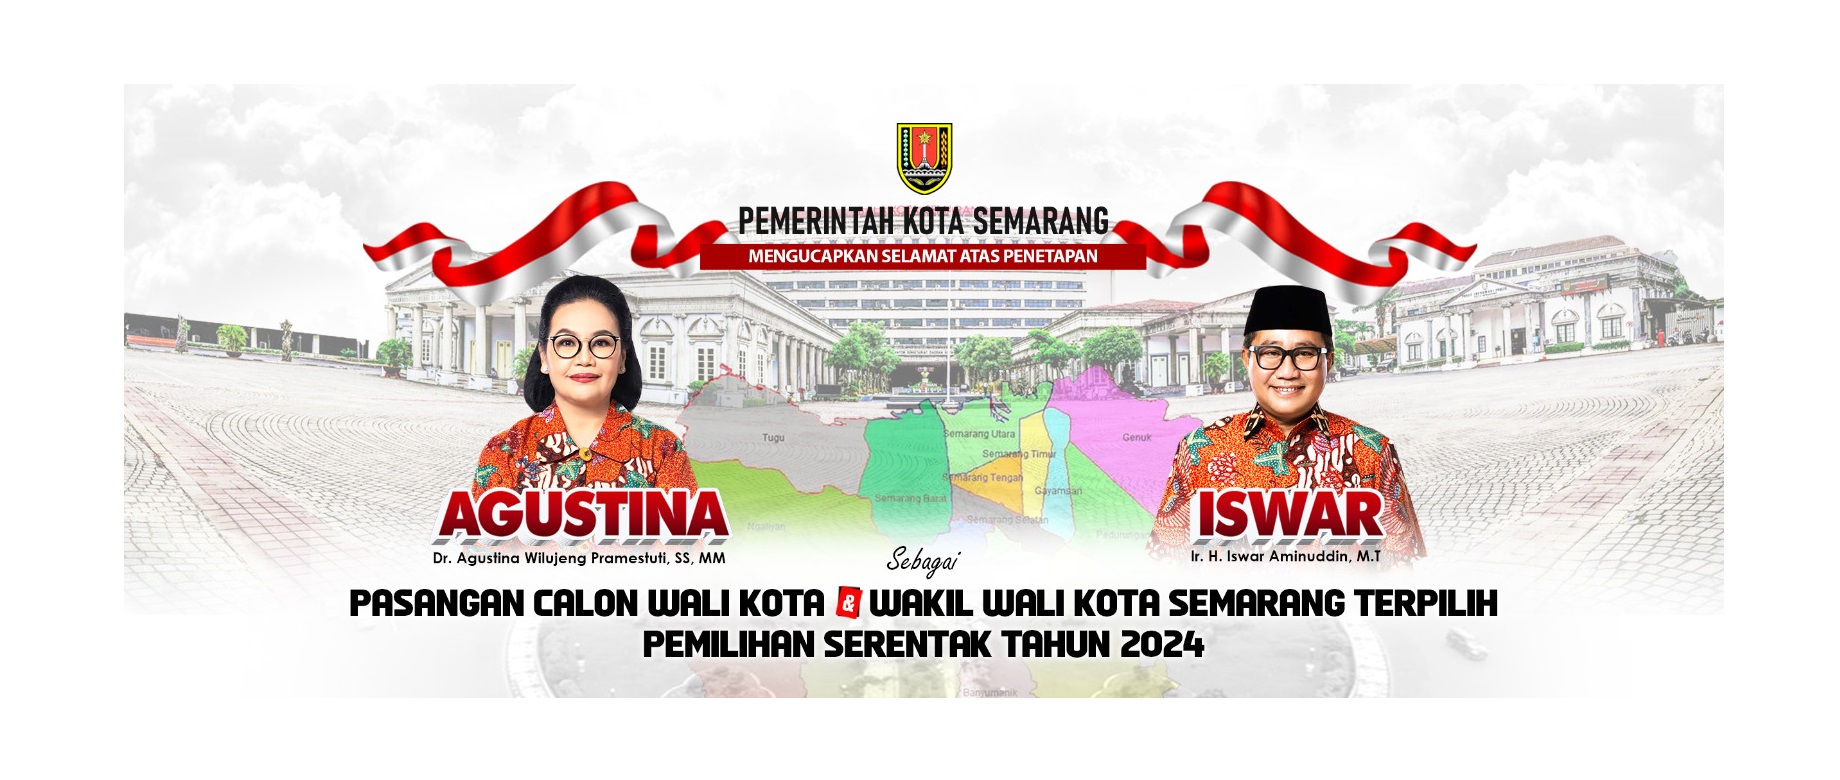 PEMERINTAH KOTA SEMARANG
MENGUCAPKAN SELAMAT ATAS PENETAPAN
Tugu
Semarang Utara
Genuk
Semarang Timur
Semarang Tengah
Gayamsari
Semarang Barat
Semarang Selatan
Ngaliyan
Pedurungan
AGUSTINA
Dr. Agustina Wilujeng Pramestuti, SS, MM
ISWAR
Ir. H. Iswar Aminuddin, M.T
Sebagai
PASANGAN CALON WALI KOTA & WAKIL WALI KOTA SEMARANG TERPILIH
PEMILIHAN SERENTAK TAHUN 2024
Banyumanik